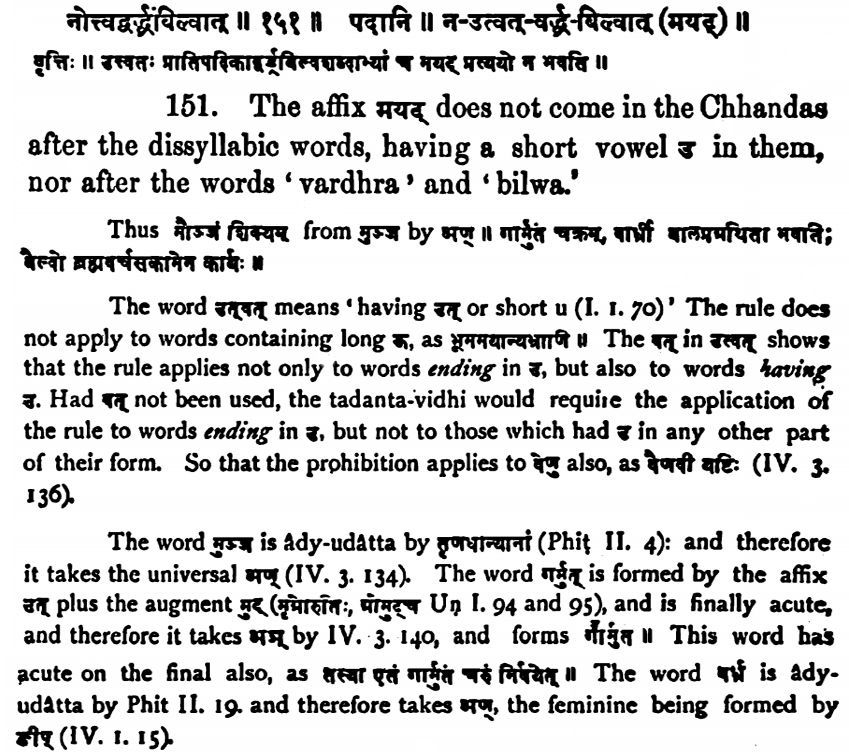 नोत्त्वद्वर्द्ध्रबिल्वात् ॥ १५१ ॥ पदानि ॥ न-उत्वत्-वर्द्ध्र-बिल्वात् (मयट्) ॥
वृत्तिः ॥ उत्वतः प्रातिपदिकाद्वर्द्ध्रबिल्वशब्दाभ्यां च मयट् प्रत्ययो न भवति ॥
151. The affix मयट् does not come in the Chhandas
after the dissyllabic words, having a short vowel उ in them,
nor after the words ‘ vardhra ’ and ‘ bilwa.’
Thus मौञ्जं शिक्यम् from मुञ्ज by अण् ॥ गार्मुतं चक्रम्, वार्ध्री बालप्रग्रथिता भवति;
बैल्वो ब्रह्मवर्चसकामेन कार्यः ॥
The word उत्वत् means ‘having उत् or short u (I. 1. 70)’ The rule does
not apply to words containing long ऊ, as धूममयान्यभ्राणि ॥ The वत् in उत्वत् shows
that the rule applies not only to words ending in उ, but also to words having
उ. Had वत् not been used, the tadanta-vidhi would require the application of
the rule to words ending in उ, but not to those which had उ in any other part
of their form. So that the prohibition applies to वेणु also, as वैणवी यष्टिः (IV. 3.
136).
The word मुञ्ज is âdy-udâtta by तृणधान्यानां (Phiṭ II. 4): and therefore
it takes the universal अण् (IV. 3. 134). The word गर्मुत् is formed by the affix
उत् plus the augment मुट् (मृग्रोरुतिः, ग्रोमुट्च Uṇ I. 94 and 95), and is finally acute,
and therefore it takes अञ् by IV. 3. 140, and forms गार्मुत ॥ This word has
acute on the final also, as तस्या एतं गार्मुतं चरुं निर्वपेत् ॥ The word वर्ध्र is âdy-
udâtta by Phit II. 19. and therefore takes अण्, the feminine being formed by
ङीप् (IV. 1. 15).